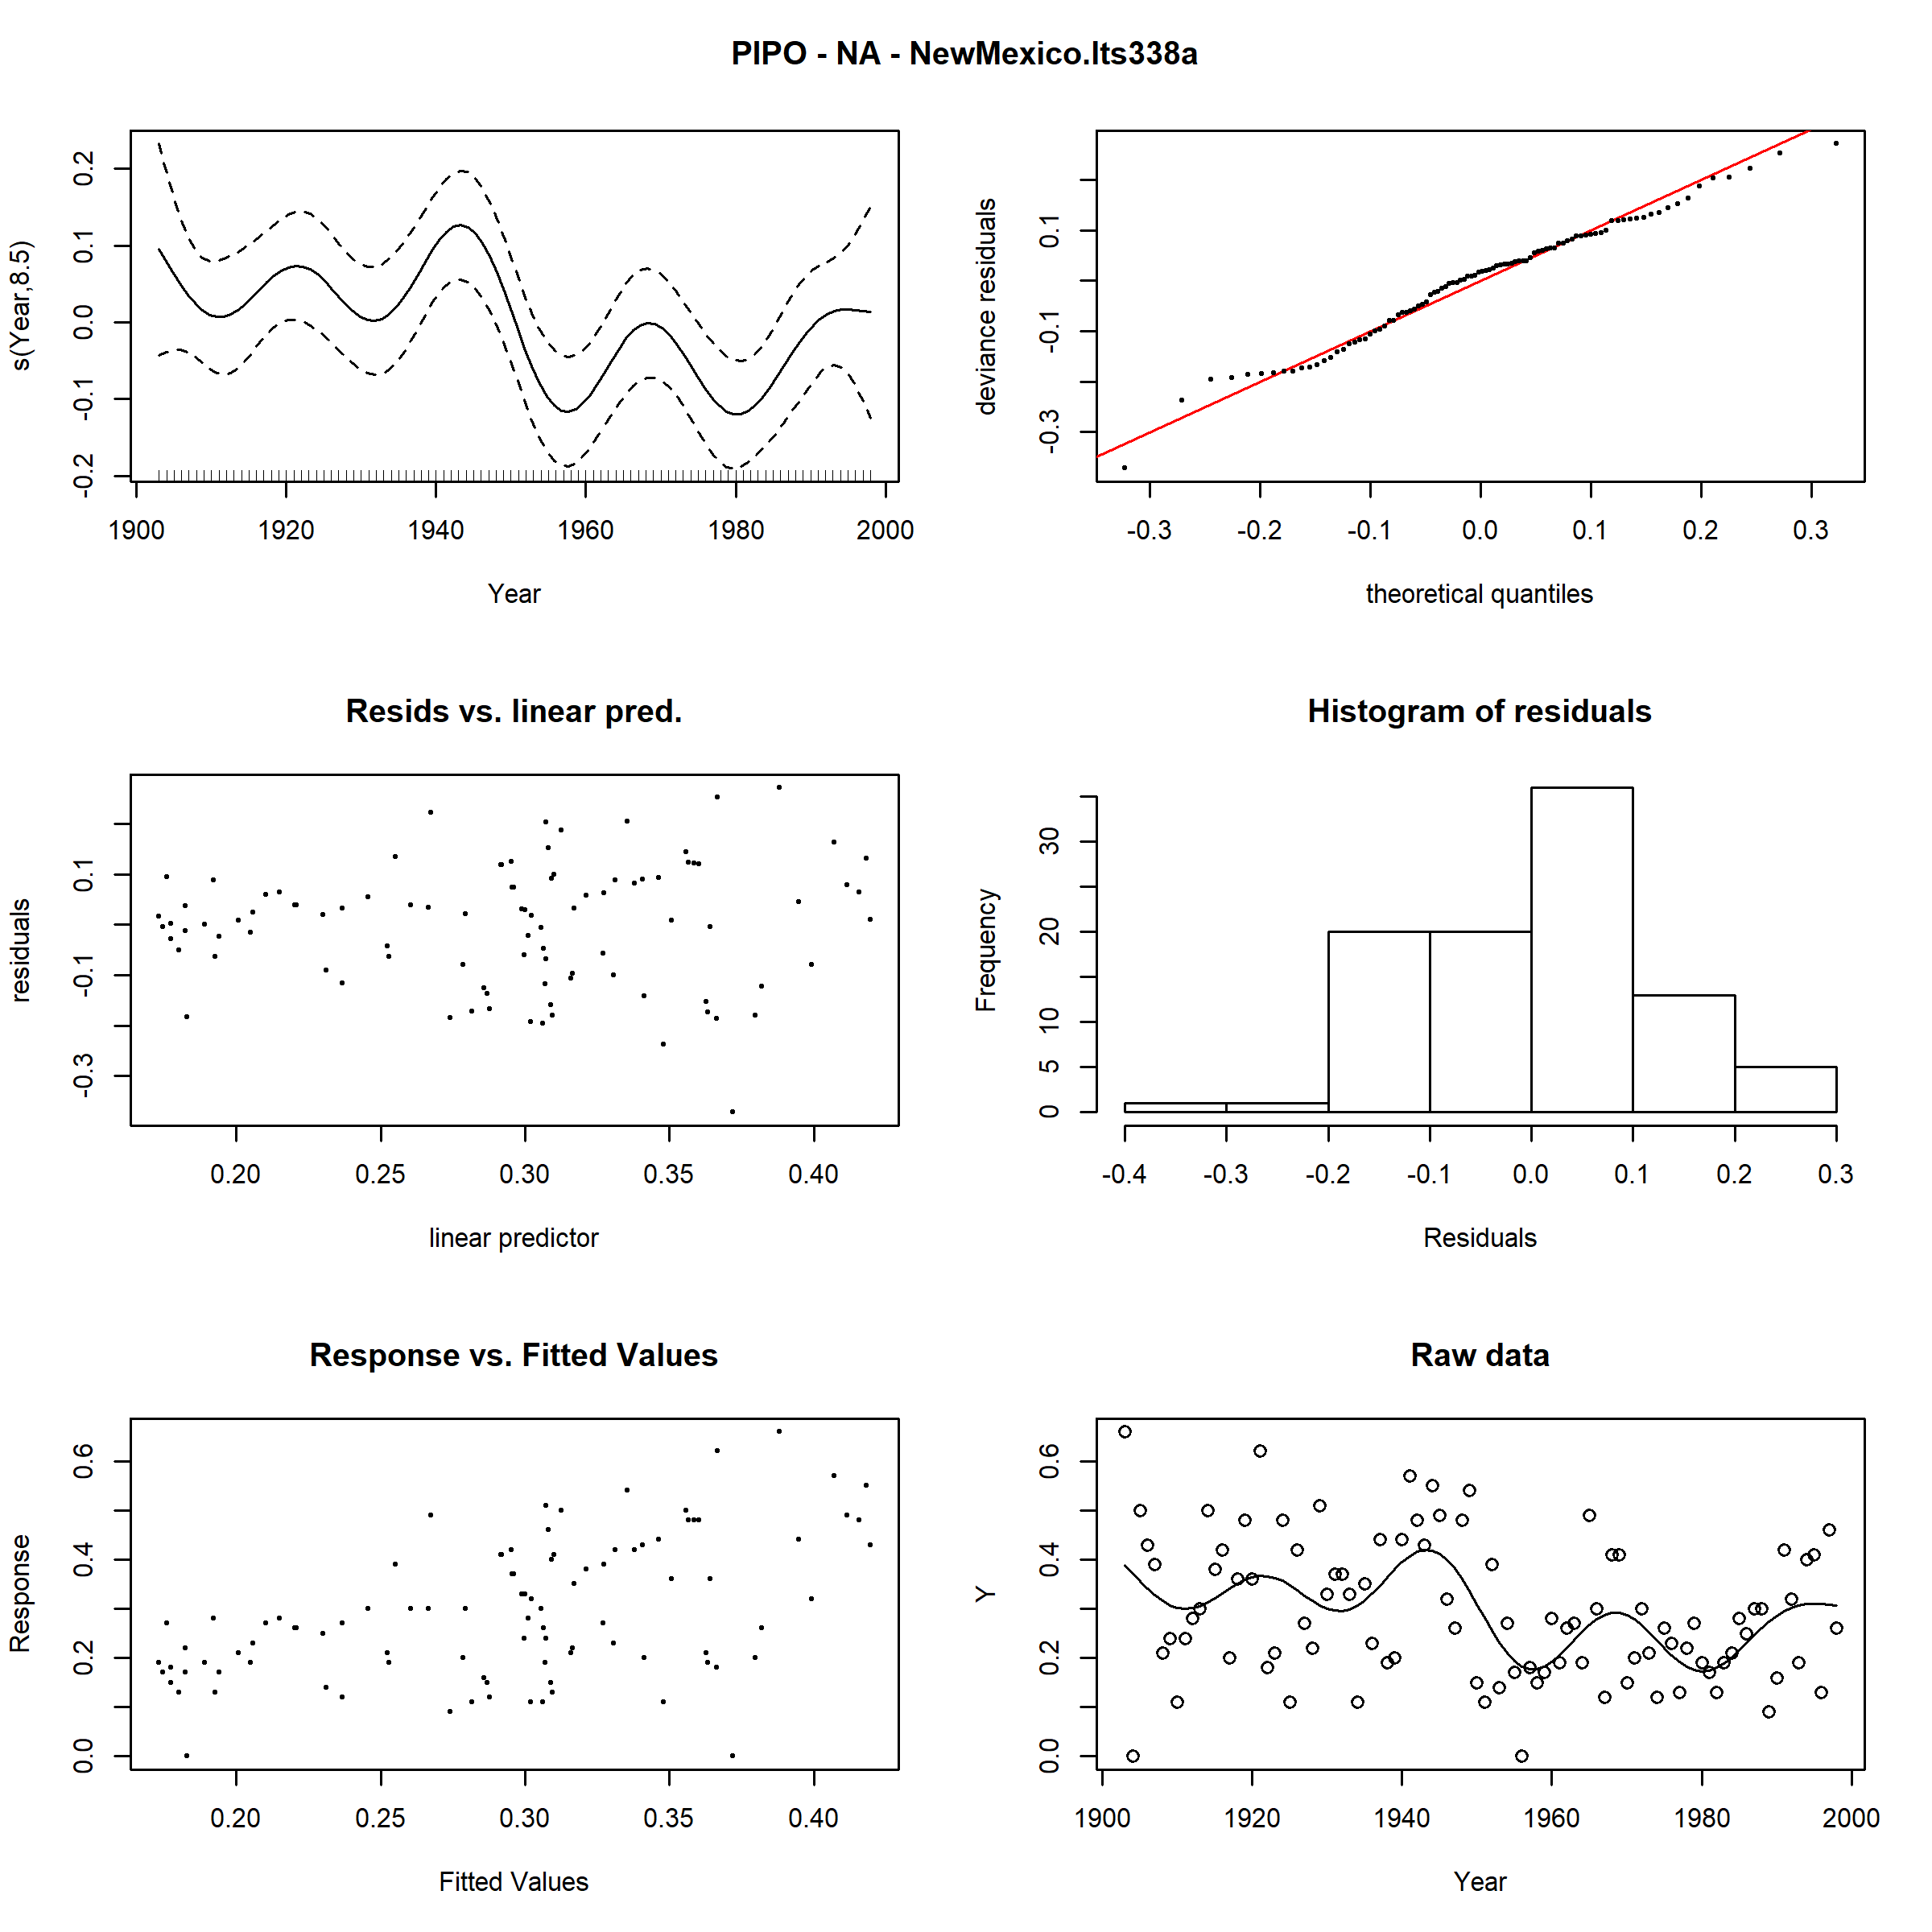 PIPO - NA - NewMexico.lts338a
s(Year,8.5)
-0.2 -0.1 0.0 0.1 0.2
1900 1920 1940 1960 1980 2000
Year
deviance residuals
-0.3 -0.1 0.1
-0.3 -0.2 -0.1 0.0 0.1 0.2 0.3
theoretical quantiles
Resids vs. linear pred.
residuals
-0.3 -0.1 0.1
0.20 0.25 0.30 0.35 0.40
linear predictor
Histogram of residuals
Frequency
0 5 10 20 30
-0.4 -0.3 -0.2 -0.1 0.0 0.1 0.2 0.3
Residuals
Response vs. Fitted Values
Response
0.0 0.2 0.4 0.6
0.20 0.25 0.30 0.35 0.40
Fitted Values
Raw data
Y
0.0 0.2 0.4 0.6
1900 1920 1940 1960 1980 2000
Year